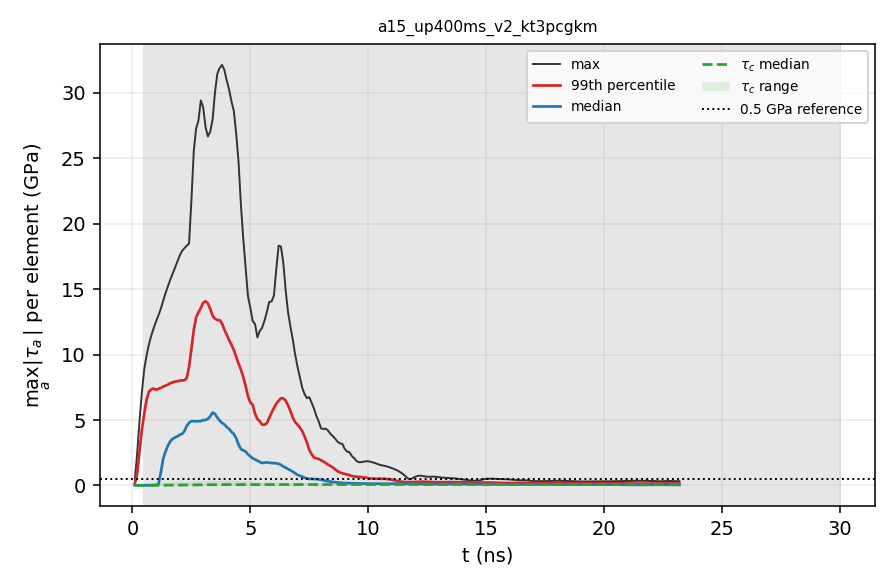 a15_up400ms_v2_kt3pcgkm
max
99th percentile
median
τc median
τc range
0.5 GPa reference
max|τa| per element (GPa)
a
30
25
20
15
10
5
0
0 5 10 15 20 25 30
t (ns)